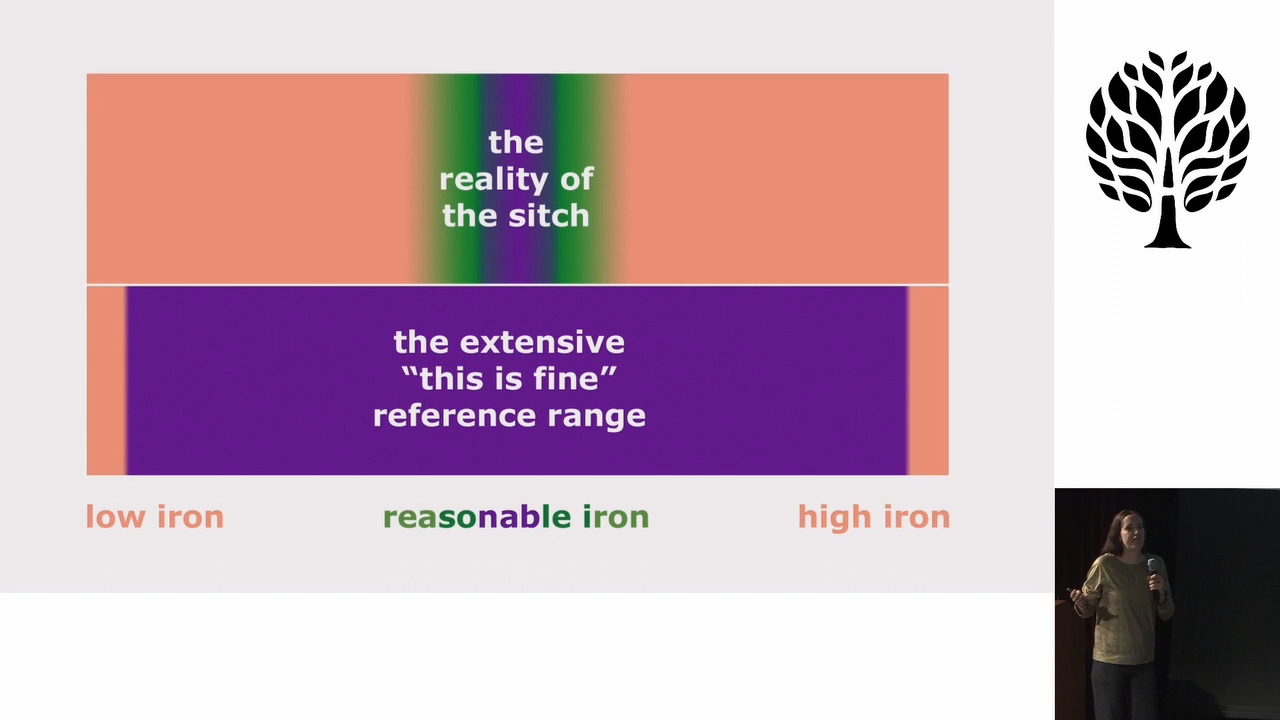 the
reality of
the sitch
the extensive
“this is fine”
reference range
low iron
reasonable iron
high iron